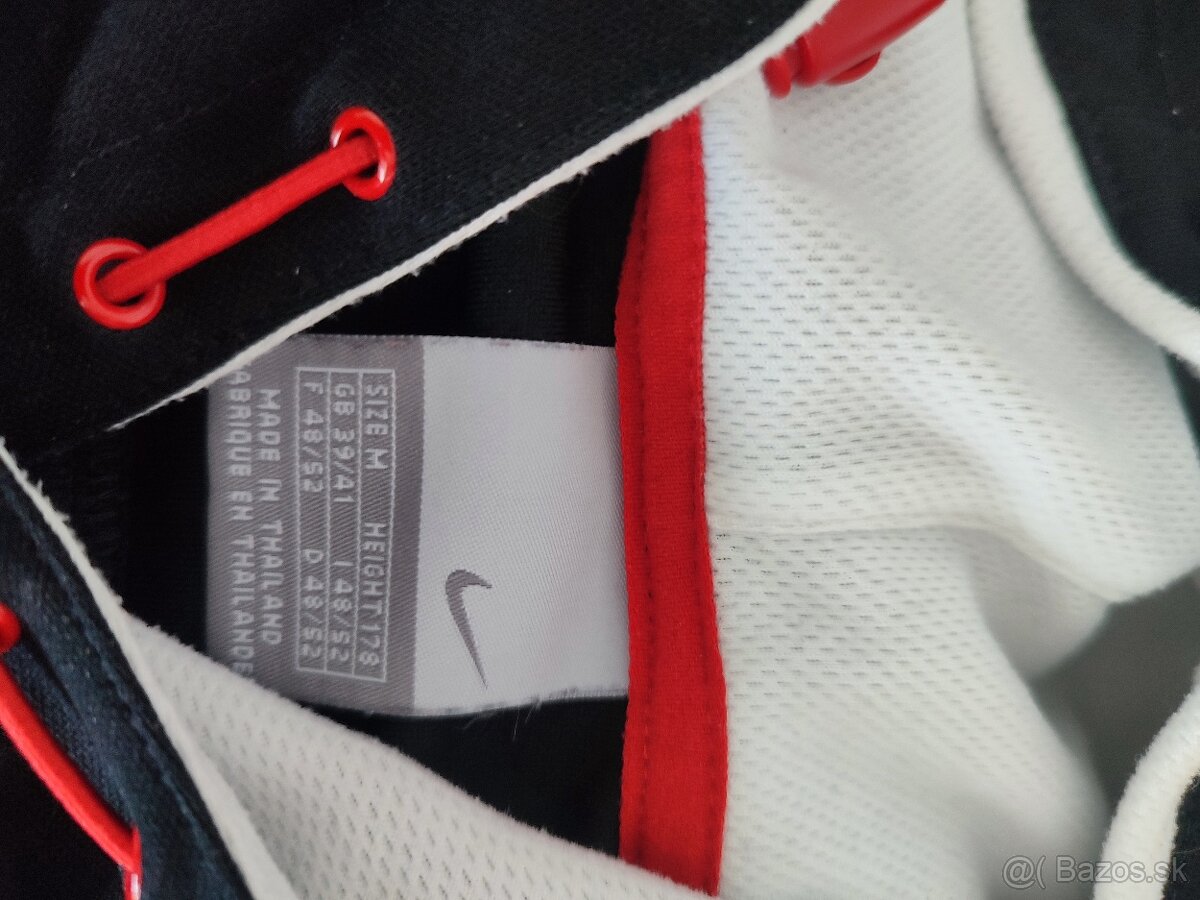 SIZE M HEIGHT 178
GB 39/41 I 48/52
F 48/52 D 48/52
MADE IN THAILAND
FABRIQUE EN THAILANDE
@( Bazos.sk